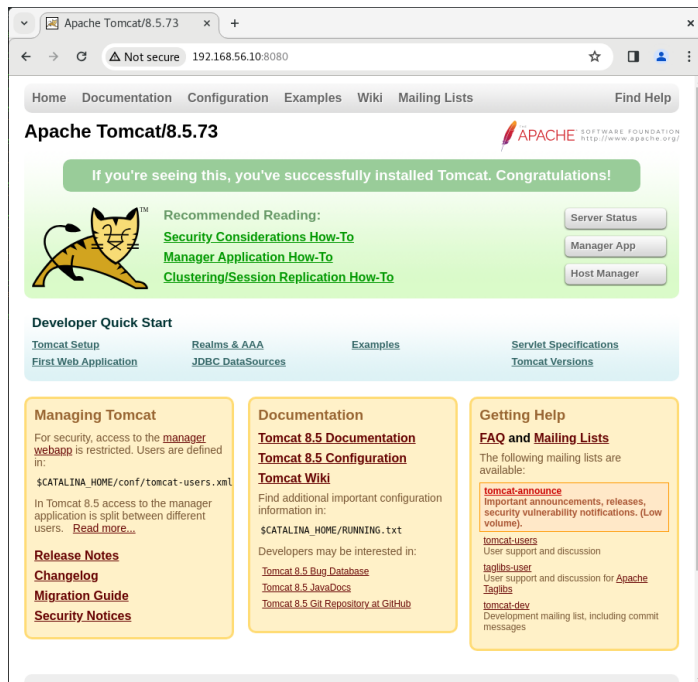 Apache Tomcat/8.5.73
Not secure 192.168.56.10:8080
Home Documentation Configuration Examples Wiki Mailing Lists Find Help
Apache Tomcat/8.5.73
THE APACHE® SOFTWARE FOUNDATION
http://www.apache.org/
If you're seeing this, you've successfully installed Tomcat. Congratulations!
TM
Recommended Reading:
Security Considerations How-To
Manager Application How-To
Clustering/Session Replication How-To
Server Status
Manager App
Host Manager
Developer Quick Start
Tomcat Setup
First Web Application
Realms & AAA
JDBC DataSources
Examples
Servlet Specifications
Tomcat Versions
Managing Tomcat
For security, access to the manager
webapp is restricted. Users are defined
in:
$CATALINA_HOME/conf/tomcat-users.xml
In Tomcat 8.5 access to the manager
application is split between different
users. Read more...
Release Notes
Changelog
Migration Guide
Security Notices
Documentation
Tomcat 8.5 Documentation
Tomcat 8.5 Configuration
Tomcat Wiki
Find additional important configuration
information in:
$CATALINA_HOME/RUNNING.txt
Developers may be interested in:
Tomcat 8.5 Bug Database
Tomcat 8.5 JavaDocs
Tomcat 8.5 Git Repository at GitHub
Getting Help
FAQ and Mailing Lists
The following mailing lists are
available:
tomcat-announce
Important announcements, releases,
security vulnerability notifications. (Low
volume).
tomcat-users
User support and discussion
taglibs-user
User support and discussion for Apache
Taglibs
tomcat-dev
Development mailing list, including commit
messages